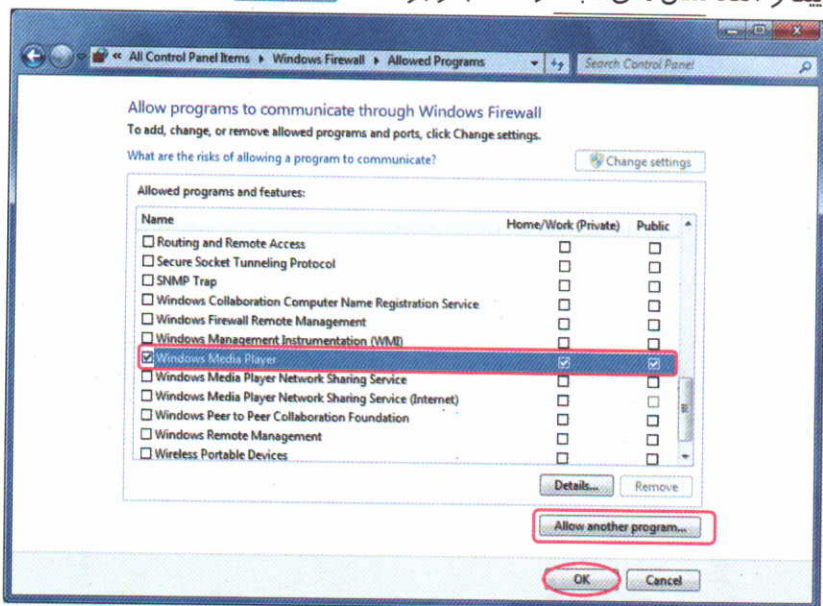 « All Control Panel Items ▸ Windows Firewall ▸ Allowed Programs
Search Control Panel
Allow programs to communicate through Windows Firewall
To add, change, or remove allowed programs and ports, click Change settings.
What are the risks of allowing a program to communicate?
Change settings
Allowed programs and features:
Name Home/Work (Private) Public
Routing and Remote Access
Secure Socket Tunneling Protocol
SNMP Trap
Windows Collaboration Computer Name Registration Service
Windows Firewall Remote Management
Windows Management Instrumentation (WMI)
Windows Media Player
Windows Media Player Network Sharing Service
Windows Media Player Network Sharing Service (Internet)
Windows Peer to Peer Collaboration Foundation
Windows Remote Management
Wireless Portable Devices
Details... Remove
Allow another program...
OK Cancel